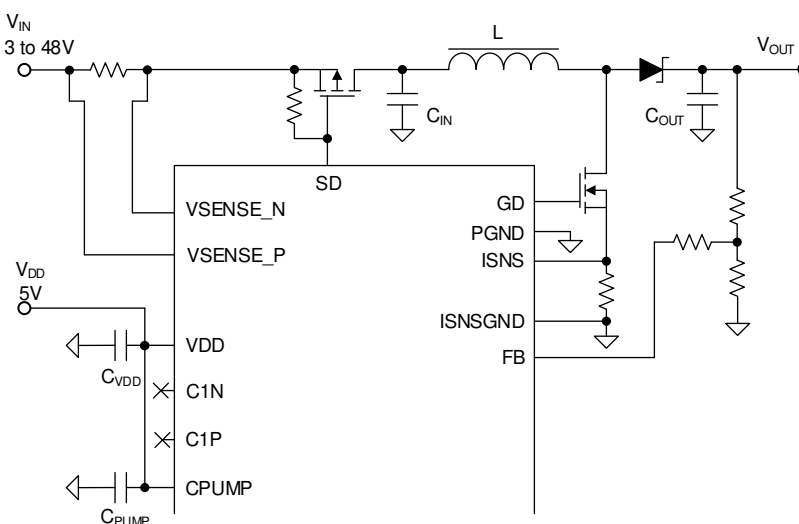 V_IN
3 to 48V
L
V_OUT
C_IN
C_OUT
SD
VSENSE_N
VSENSE_P
GD
PGND
ISNS
ISNSGND
FB
V_DD
5V
VDD
C_VDD
C1N
C1P
CPUMP
C_PUMP